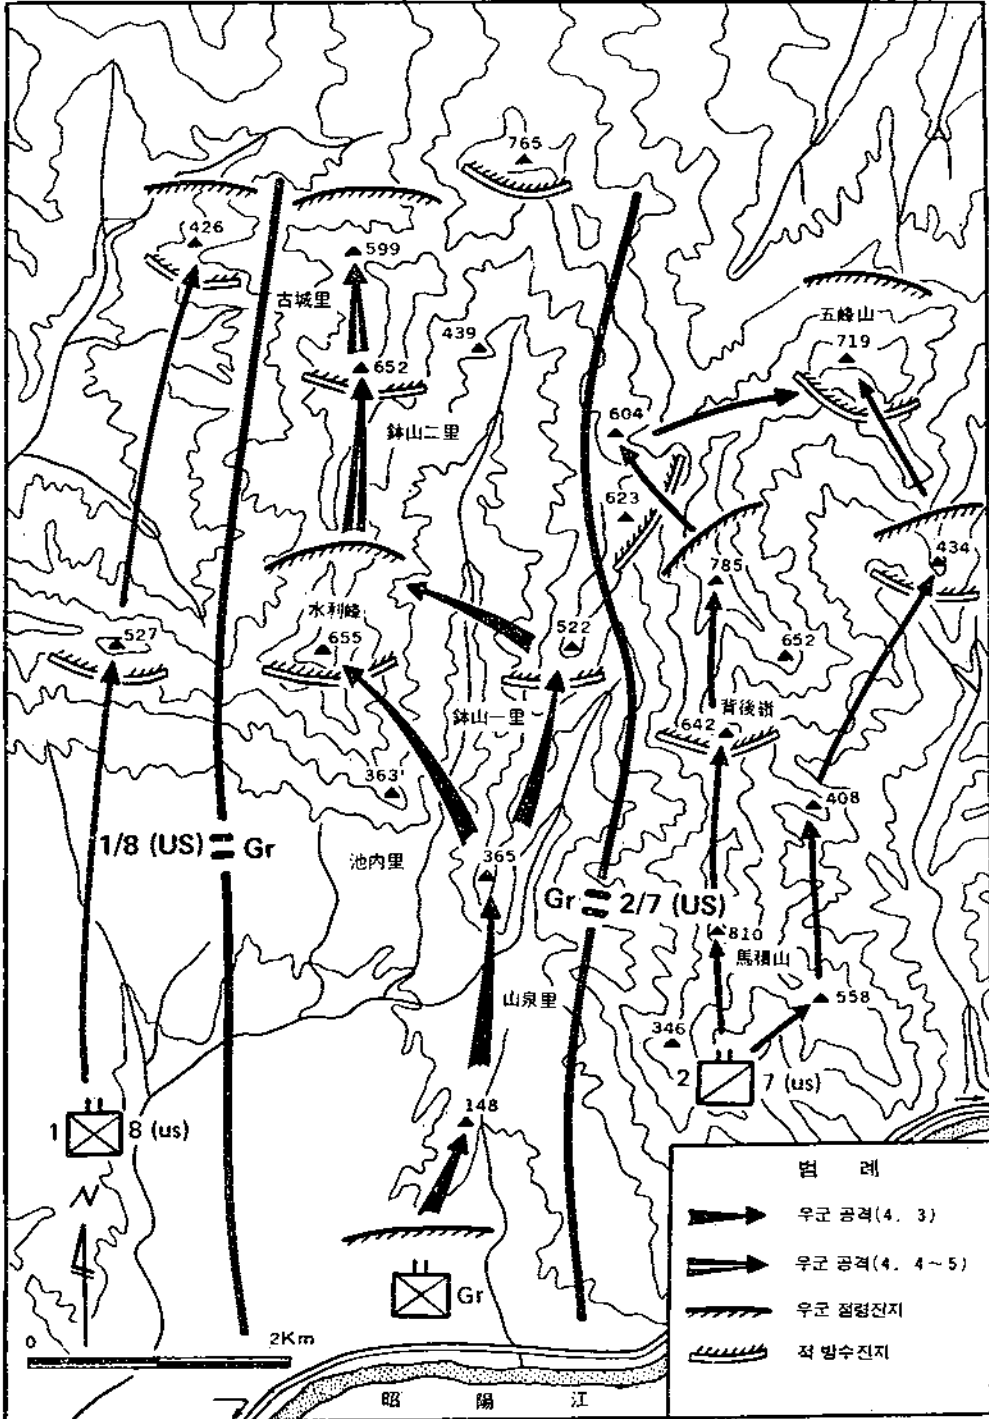 765
426
599
古城里
439
652
五峰山
719
604
鉢山二里
623
434
785
水利峰
527
655
522
652
鉢山一里
背後嶺
642
363
408
1/8 (US) Gr
池内里
365
Gr 2/7 (US)
810
馬積山
山泉里
558
346
2 7 (us)
148
1 8 (us)
N
Gr
범 례
우군 공격(4. 3)
우군 공격(4. 4~5)
우군 점령진지
적 방수진지
0 2Km
昭 陽 江